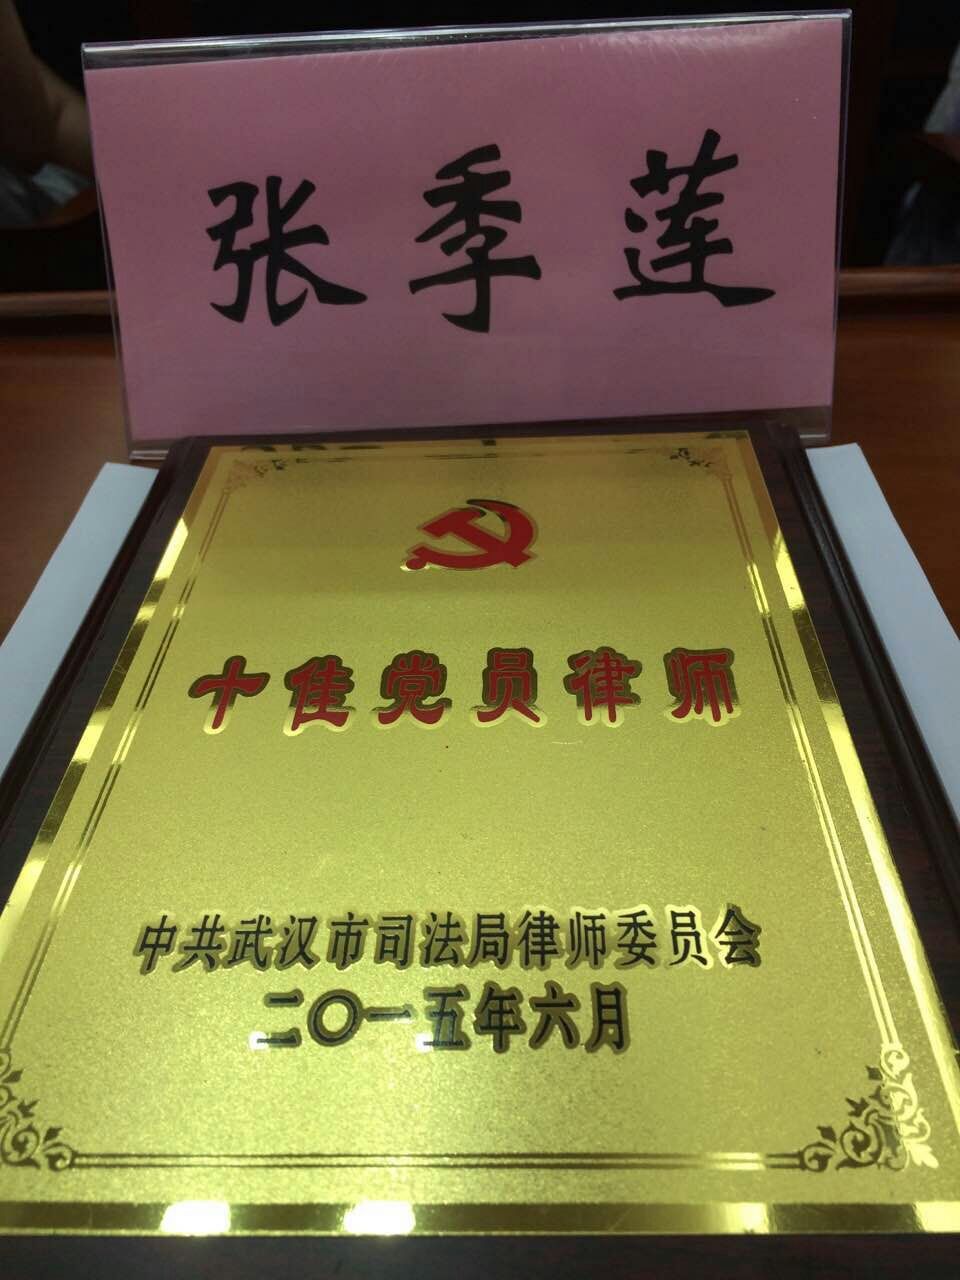 张季莲
十佳党员律师
中共武汉市司法局律师委员会
二〇一五年六月